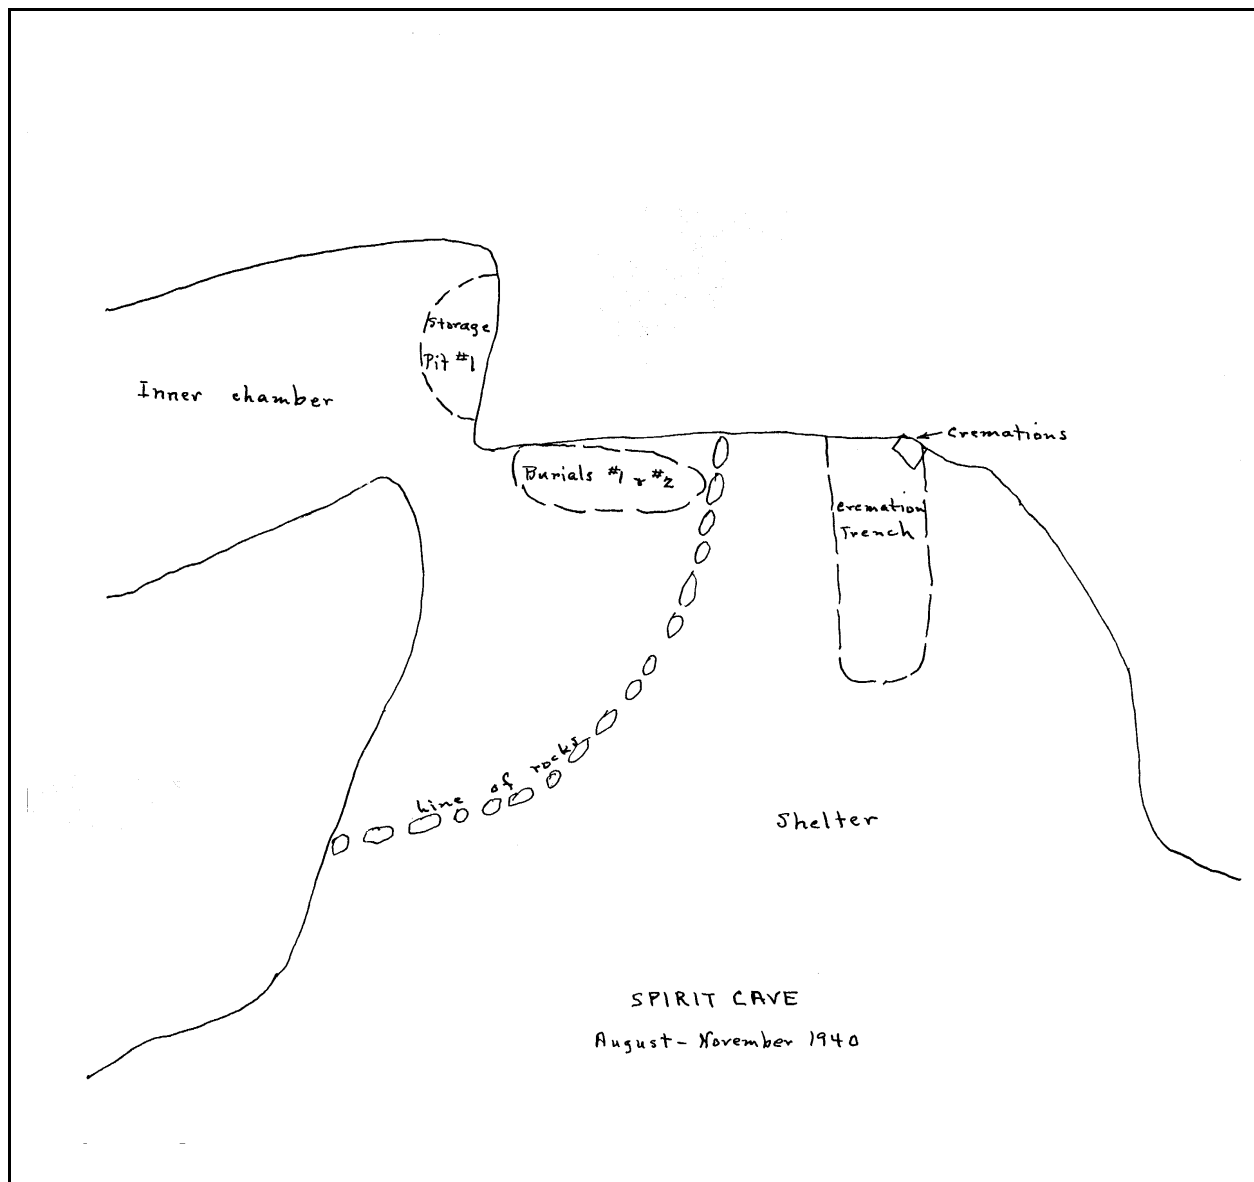 Storage
Pit #1
Inner chamber
Cremations
Burials #1 & #2
Cremation
Trench
Line of rocks
Shelter
SPIRIT CAVE
August - November 1940